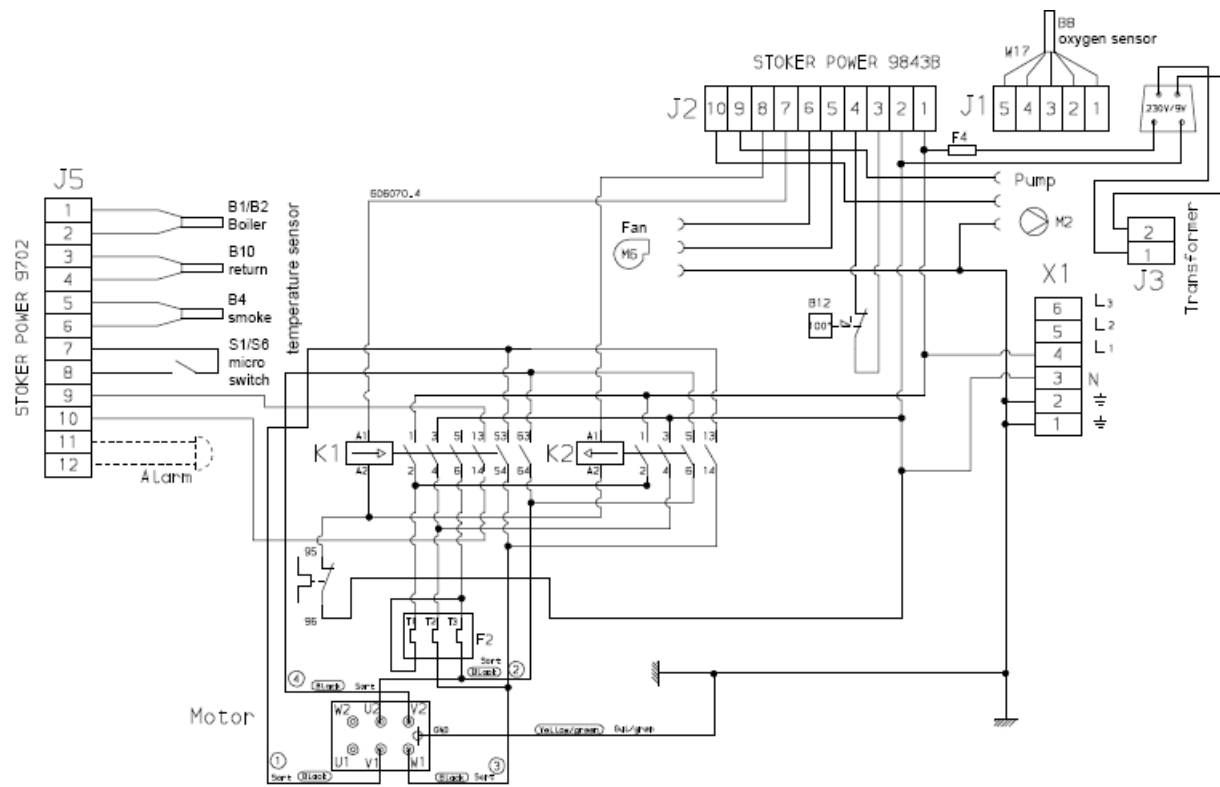 B8
oxygen sensor
W17
STOKER POWER 9843B
J2
10 9 8 7 6 5 4 3 2 1
J1
5 4 3 2 1
230V/9V
F4
Pump
M2
606070.4
Fan
M6
2
1
J3
Transformer
J5
STOKER POWER 9702
1
2
3
4
5
6
7
8
9
10
11
12
B1/B2
Boiler
B10
return
B4
smoke
temperature sensor
S1/S6
micro
switch
Alarm
B12
100°
X1
6 L3
5 L2
4 L1
3 N
2
1
K1
A1 1 3 5 13 53 63
A2 2 4 6 14 54 64
K2
A1 1 3 5 13
A2 2 4 6 14
95
96
T1 T2 T3
F2
Sort
Black 2
4 Black Sort
Motor
W2 U2 V2
U1 V1 W1
GND
Yellow/green Gul/grøn
1
Sort Black
Black Sort 3